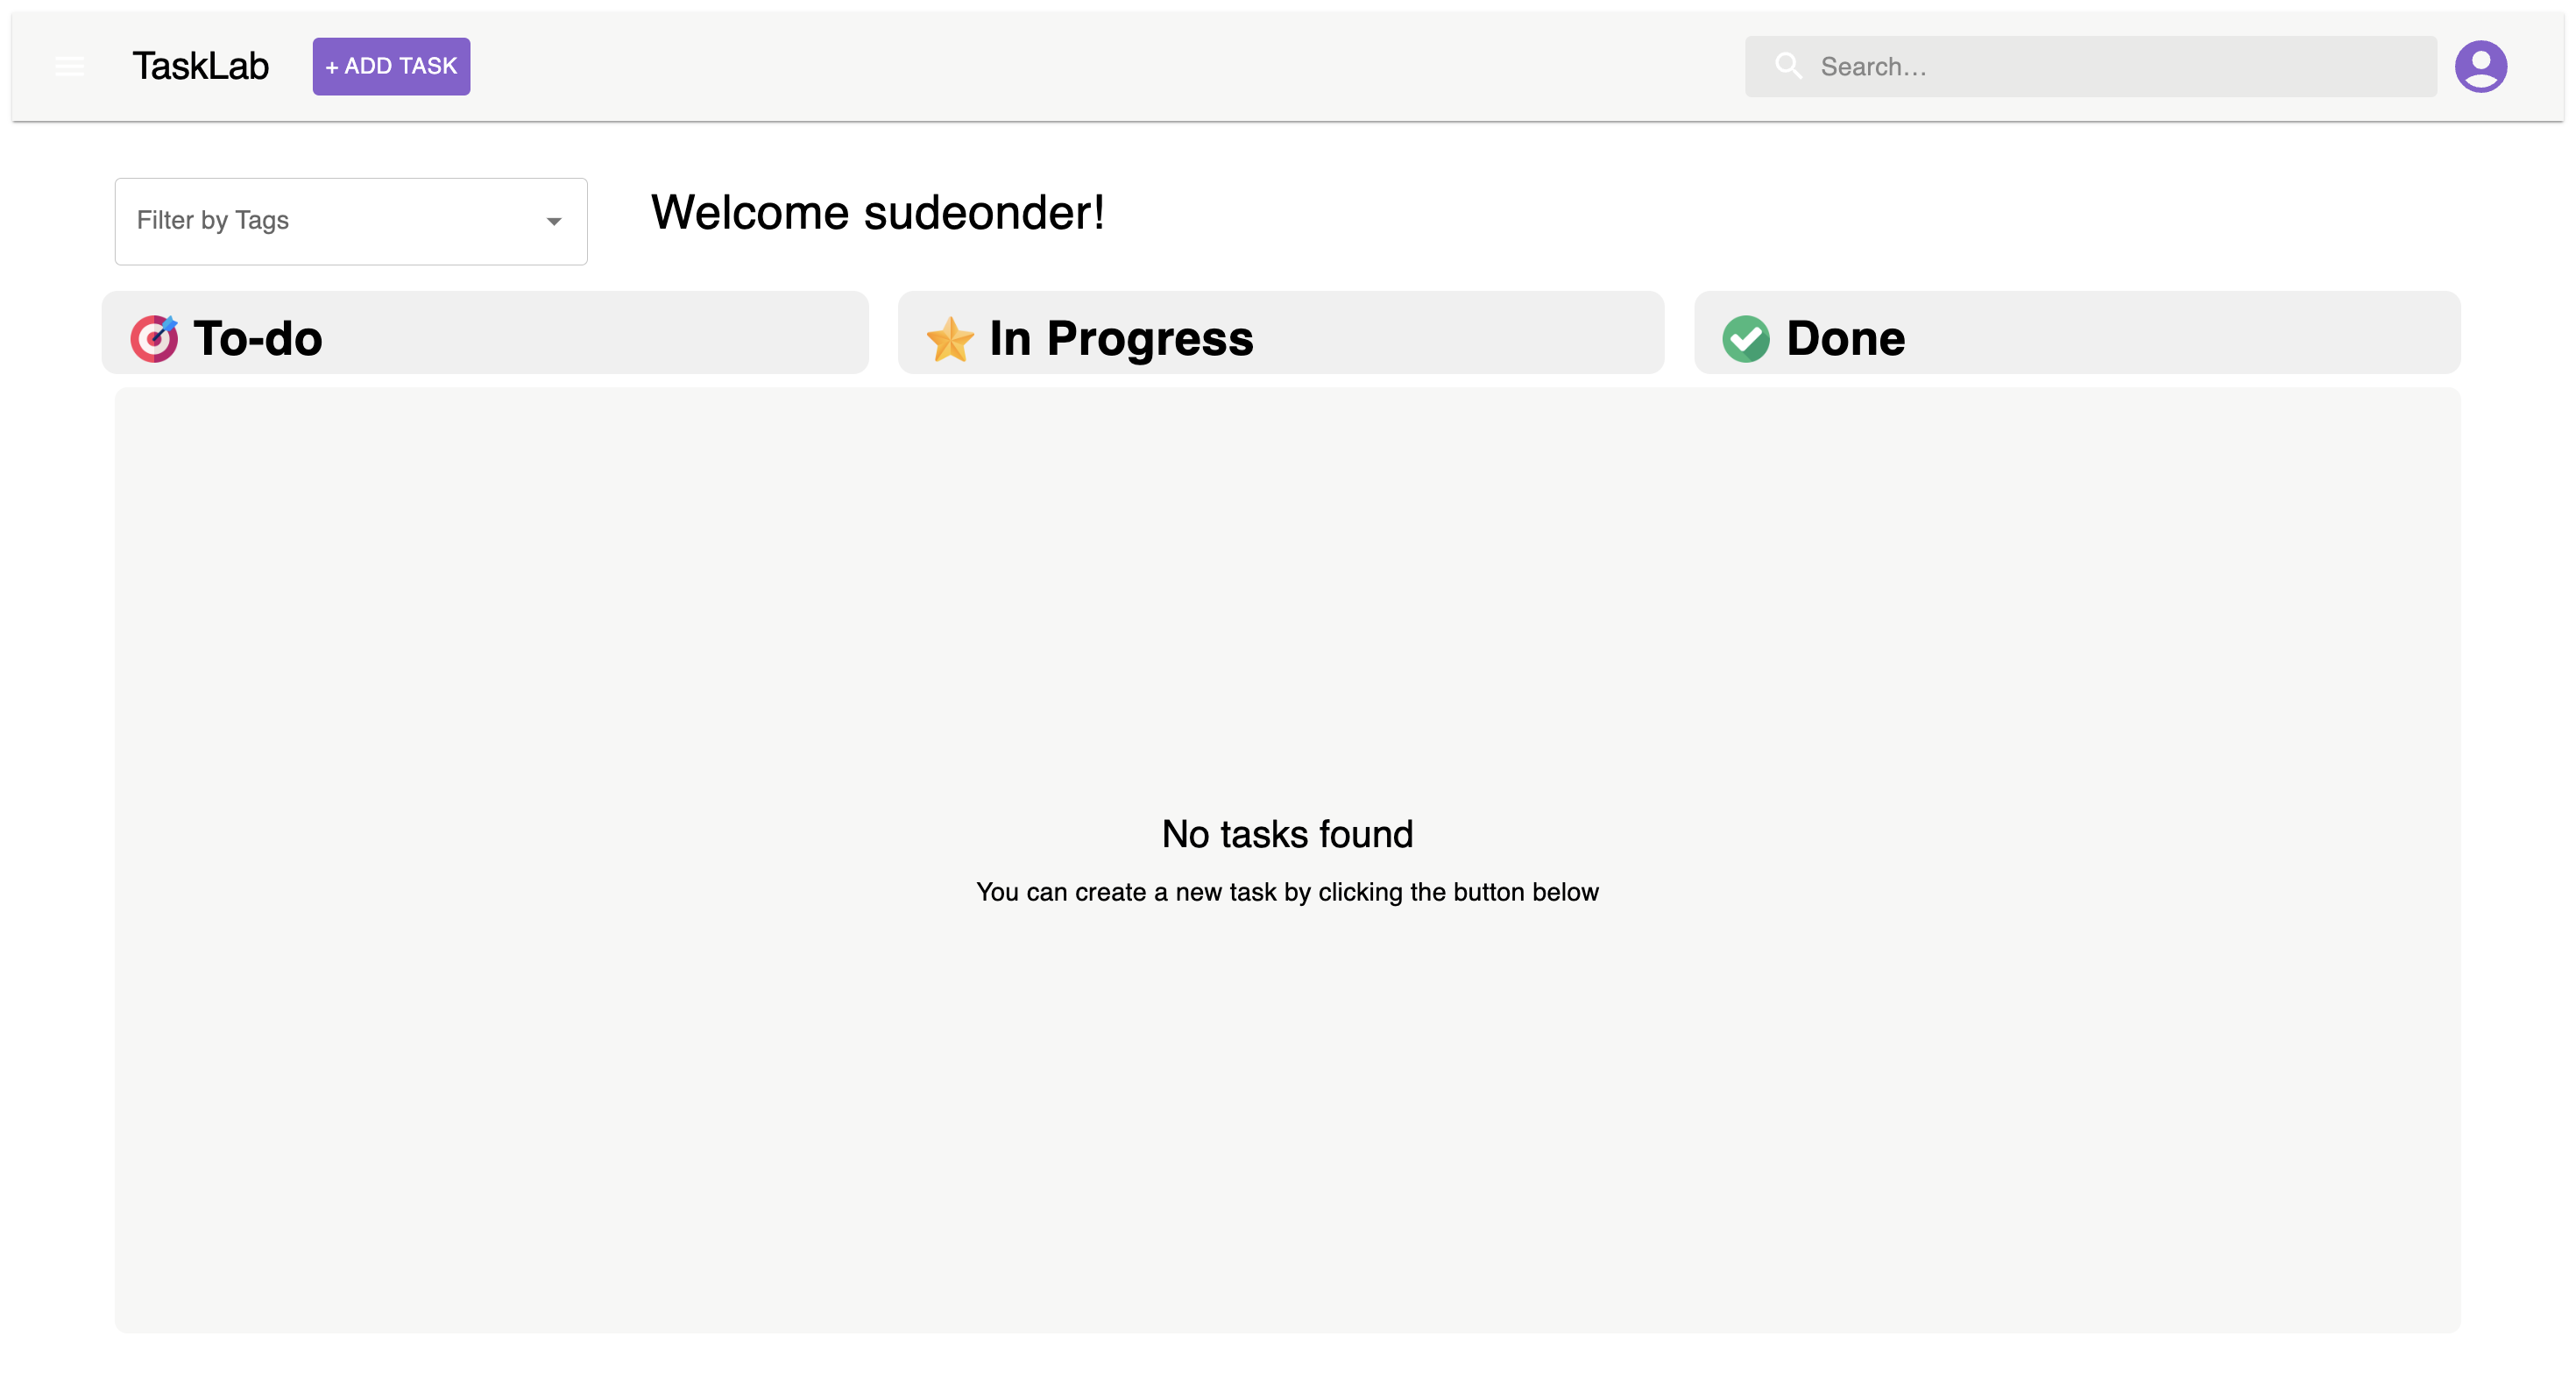 TaskLab
+ ADD TASK
Search...
Filter by Tags
Welcome sudeonder!
To-do
In Progress
Done
No tasks found
You can create a new task by clicking the button below